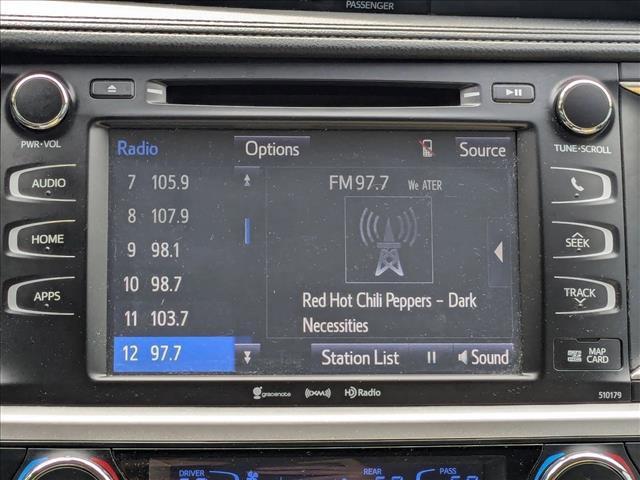 PASSENGER
PWR•VOL
TUNE•SCROLL
AUDIO
HOME
APPS
SEEK
TRACK
MAP CARD
Radio
Options
Source
7 105.9
8 107.9
9 98.1
10 98.7
11 103.7
12 97.7
FM 97.7 We ATER
Red Hot Chili Peppers – Dark
Necessities
Station List
Sound
gracenote
((XM))
HD Radio
510179
DRIVER
REAR
PASS